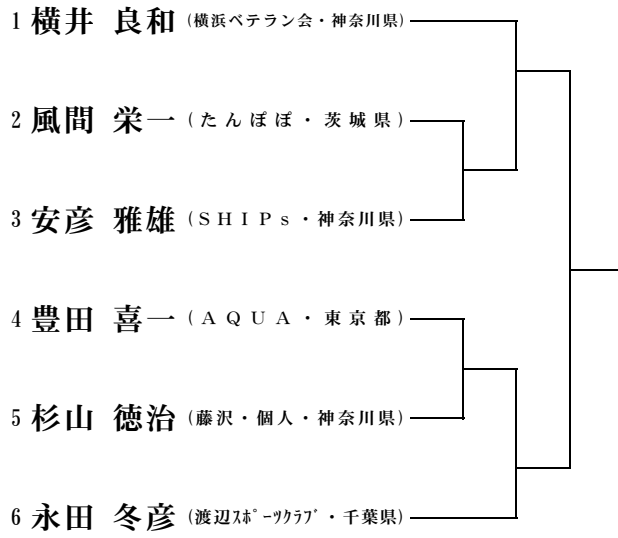 1 横井 良和 (横浜ベテラン会・神奈川県)
2 風間 栄一 (たんぽぽ・茨城県)
3 安彦 雅雄 (ＳＨＩＰｓ・神奈川県)
4 豊田 喜一 (ＡＱＵＡ・東京都)
5 杉山 徳治 (藤沢・個人・神奈川県)
6 永田 冬彦 (渡辺ｽﾎﾟｰﾂｸﾗﾌﾞ・千葉県)